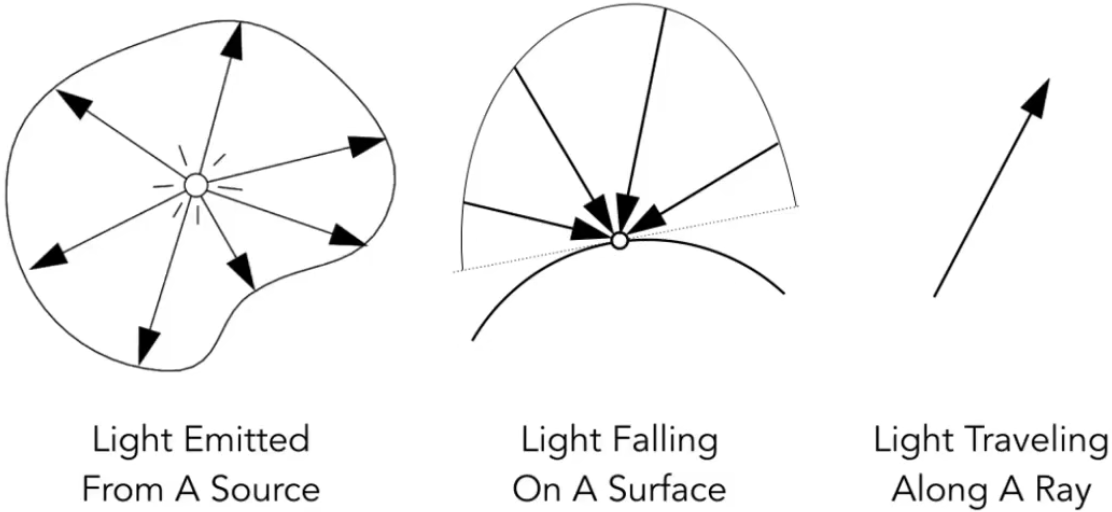 Light Emitted
From A Source
Light Falling
On A Surface
Light Traveling
Along A Ray